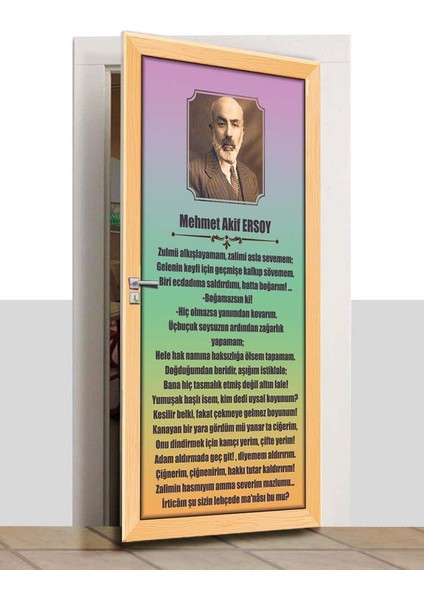 Mehmet Akif ERSOY
Zulmü alkışlayamam, zalimi asla sevemem;
Gelenin keyfi için geçmişe kalkıp sövemem.
Biri ecdadıma saldırdımı, hatta boğarım! ...
-Boğamazsın ki!
-Hiç olmazsa yanımdan kovarım.
Üçbuçuk soysuzun ardından zağarlık
yapamam;
Hele hak namına haksızlığa ölsem tapamam.
Doğduğumdan beridir, aşığım istiklale;
Bana hiç tasmalık etmiş değil altın lale!
Yumuşak başlı isem, kim dedi uysal koyunum?
Kesilir belki, fakat çekmeye gelmez boyunum!
Kanayan bir yara gördüm mü yanar ta ciğerim,
Onu dindirmek için kamçı yerim, çifte yerim!
Adam aldırmada geç git! , diyemem aldırırım.
Çiğnerim, çiğnenirim, hakkı tutar kaldırırım!
Zalimin hasmıyım amma severim mazlumu...
İrticâm şu sizin lehçede ma'nâsı bu mu?